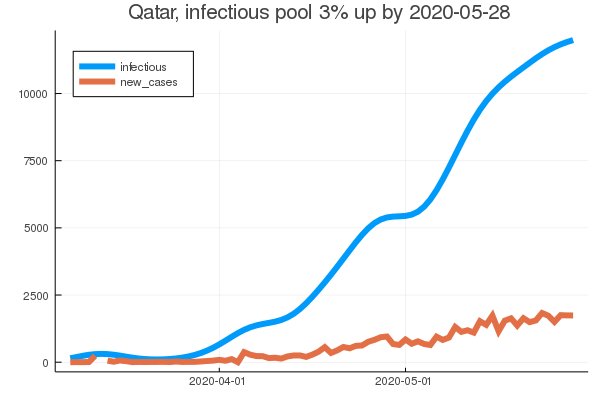 Qatar, infectious pool 3% up by 2020-05-28
infectious
new_cases
10000
7500
5000
2500
0
2020-04-01
2020-05-01